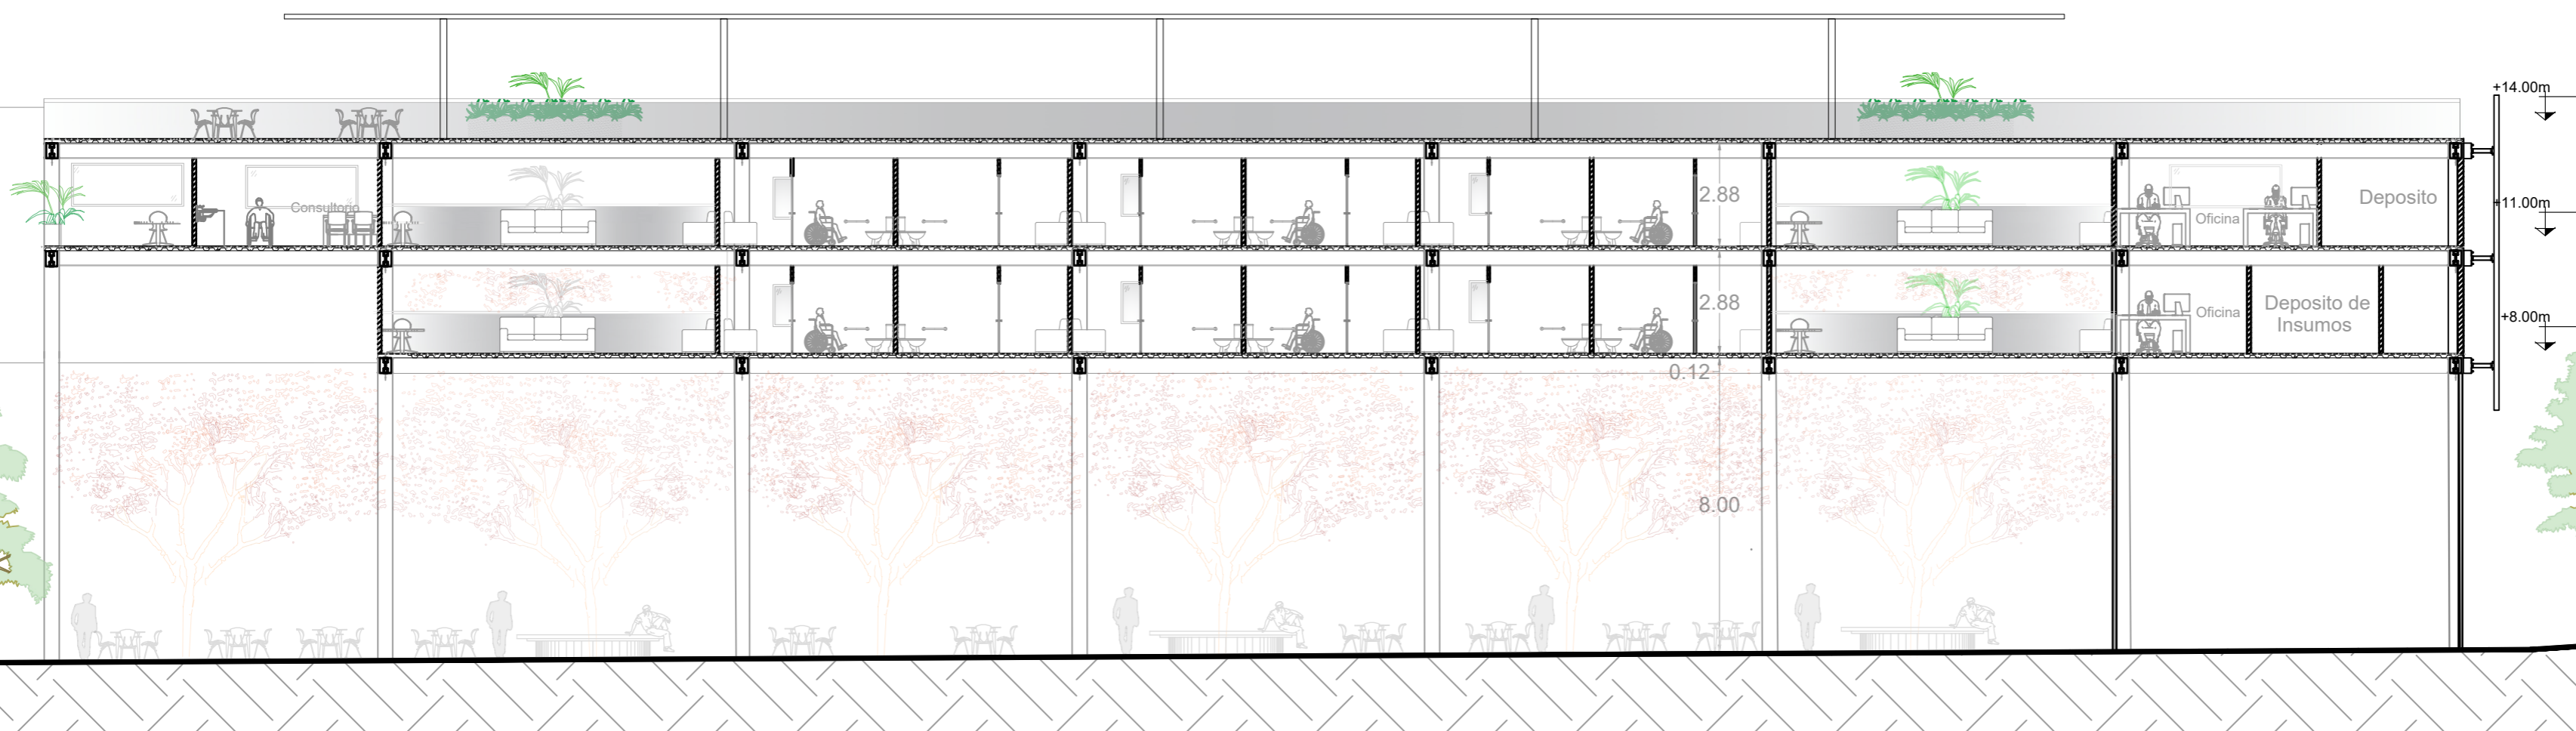 +14.00m
2.88
Consultorio
Deposito
+11.00m
Oficina
2.88
Oficina
Deposito de
Insumos
+8.00m
0.12
8.00